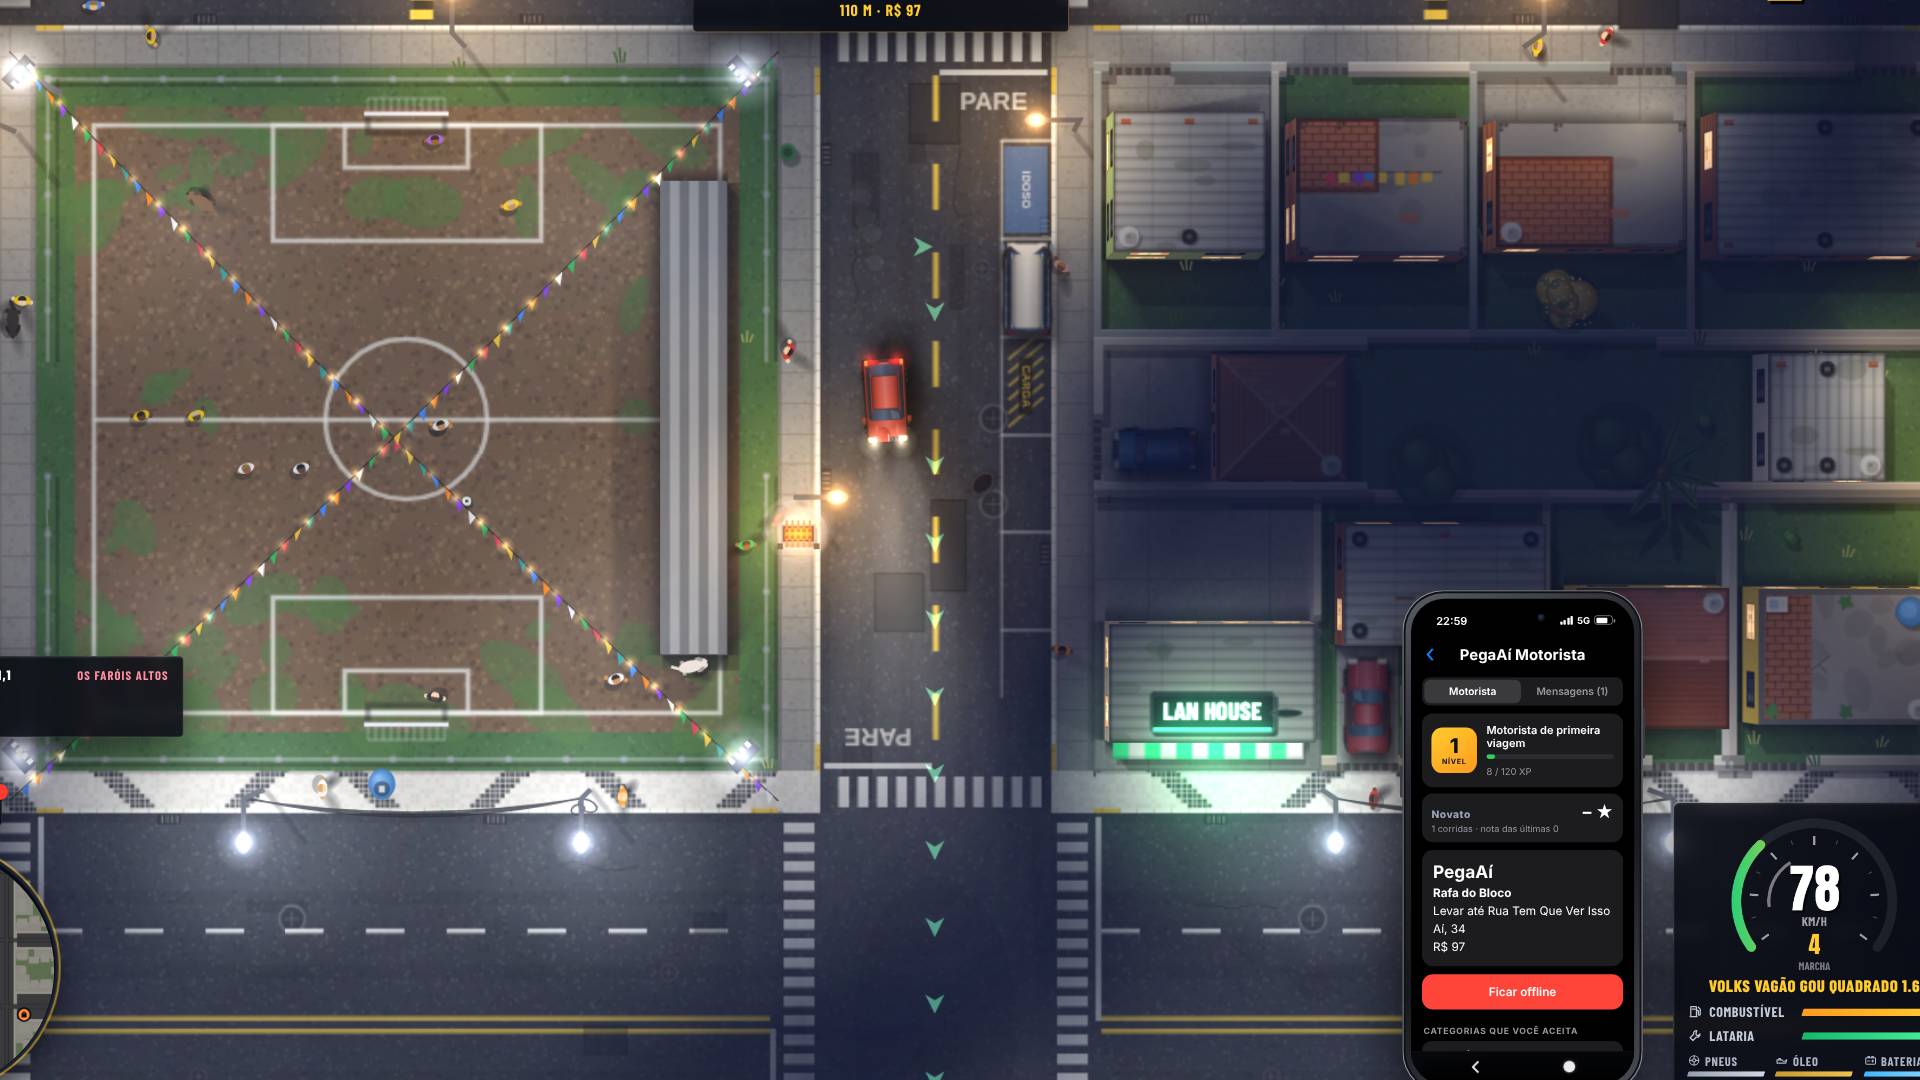 110 M · R$ 97
PARE
IDOSO
CARGA
,1
OS FARÓIS ALTOS
PARE
LAN HOUSE
22:59
5G
PegaAí Motorista
Motorista
Mensagens (1)
1
NÍVEL
Motorista de primeira
viagem
8 / 120 XP
Novato
– ★
1 corridas · nota das últimas 0
PegaAí
Rafa do Bloco
Levar até Rua Tem Que Ver Isso
Aí, 34
R$ 97
Ficar offline
CATEGORIAS QUE VOCÊ ACEITA
78
KM/H
4
MARCHA
VOLKS VAGÃO GOU QUADRADO 1.6
COMBUSTÍVEL
LATARIA
PNEUS
ÓLEO
BATERIA